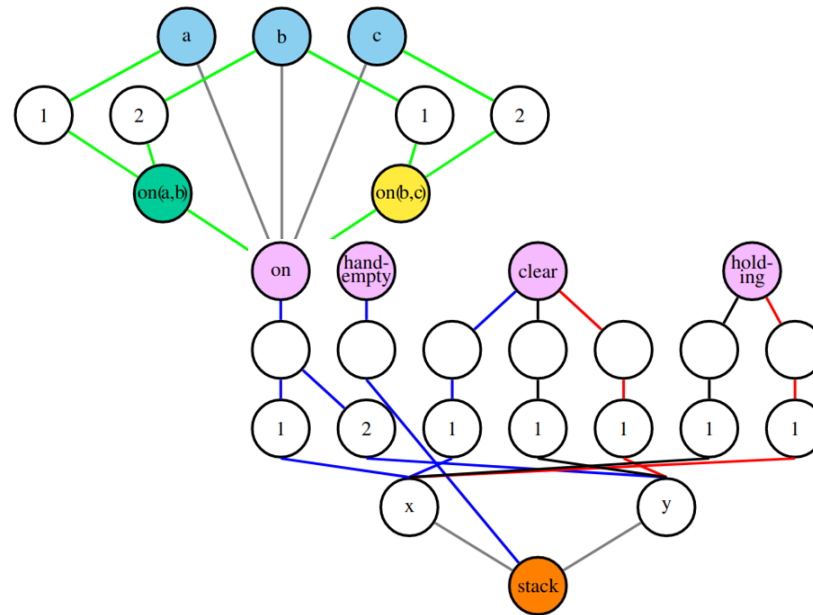 a
b
c
1
2
1
2
on(a,b)
on(b,c)
on
hand-
empty
clear
hold-
ing
1
2
1
1
1
1
1
x
y
stack